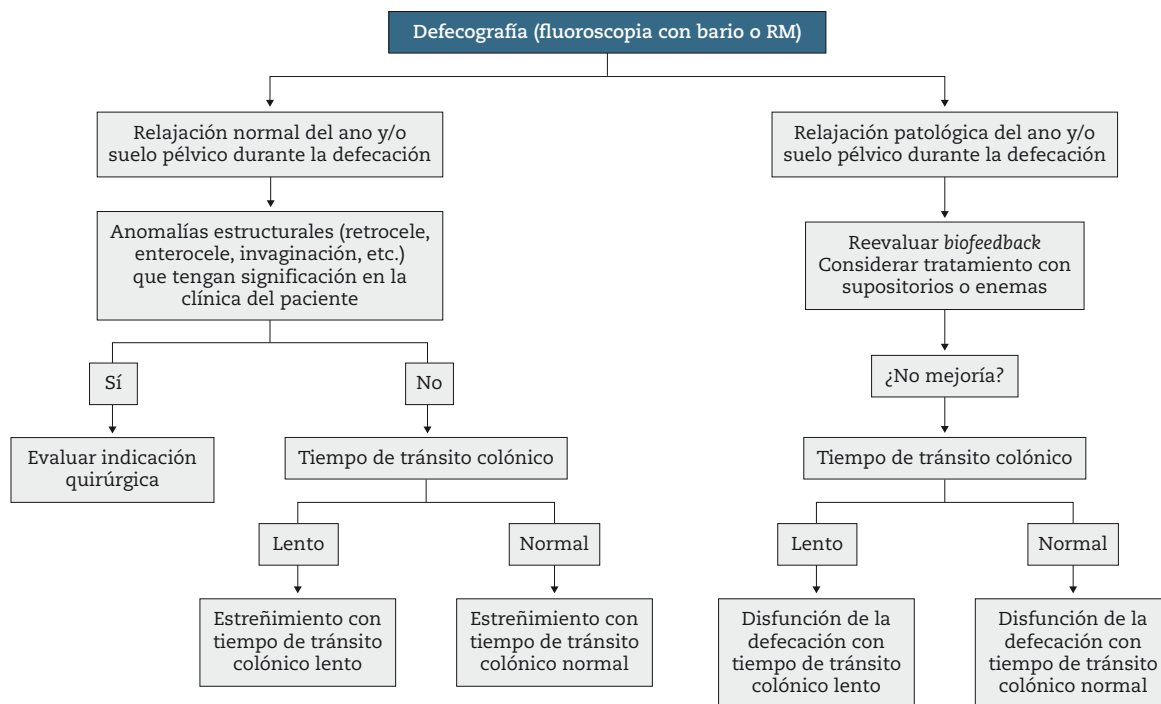 Defecografía (fluoroscopia con bario o RM)
Relajación normal del ano y/o
suelo pélvico durante la defecación
Anomalías estructurales (retrocele,
enterocele, invaginación, etc.)
que tengan significación en la
clínica del paciente
Sí
No
Evaluar indicación
quirúrgica
Tiempo de tránsito colónico
Lento
Normal
Estreñimiento con
tiempo de tránsito
colónico lento
Estreñimiento con
tiempo de tránsito
colónico normal
Relajación patológica del ano y/o
suelo pélvico durante la defecación
Reevaluar biofeedback
Considerar tratamiento con
supositorios o enemas
¿No mejoría?
Tiempo de tránsito colónico
Lento
Normal
Disfunción de la
defecación con
tiempo de tránsito
colónico lento
Disfunción de la
defecación con
tiempo de tránsito
colónico normal